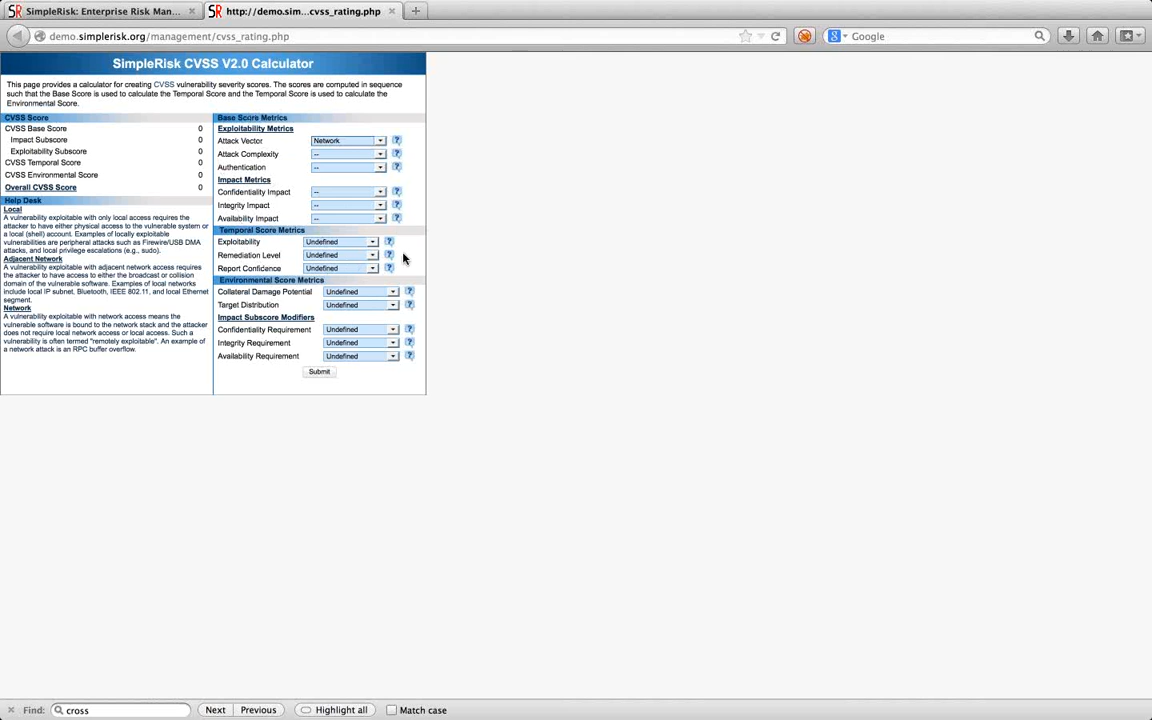 SimpleRisk: Enterprise Risk Man...
http://demo.sim...cvss_rating.php
demo.simplerisk.org/management/cvss_rating.php
Google
SimpleRisk CVSS V2.0 Calculator
This page provides a calculator for creating CVSS vulnerability severity scores. The scores are computed in sequence
such that the Base Score is used to calculate the Temporal Score and the Temporal Score is used to calculate the
Environmental Score.
CVSS Score
CVSS Base Score 0
Impact Subscore 0
Exploitability Subscore 0
CVSS Temporal Score 0
CVSS Environmental Score 0
Overall CVSS Score 0
Help Desk
Local
A vulnerability exploitable with only local access requires the
attacker to have either physical access to the vulnerable system or
a local (shell) account. Examples of locally exploitable
vulnerabilities are peripheral attacks such as Firewire/USB DMA
attacks, and local privilege escalations (e.g., sudo).
Adjacent Network
A vulnerability exploitable with adjacent network access requires
the attacker to have access to either the broadcast or collision
domain of the vulnerable software. Examples of local networks
include local IP subnet, Bluetooth, IEEE 802.11, and local Ethernet
segment.
Network
A vulnerability exploitable with network access means the
vulnerable software is bound to the network stack and the attacker
does not require local network access or local access. Such a
vulnerability is often termed "remotely exploitable". An example of
a network attack is an RPC buffer overflow.
Base Score Metrics
Exploitability Metrics
Attack Vector Network ?
Attack Complexity -- ?
Authentication -- ?
Impact Metrics
Confidentiality Impact -- ?
Integrity Impact -- ?
Availability Impact -- ?
Temporal Score Metrics
Exploitability Undefined ?
Remediation Level Undefined ?
Report Confidence Undefined ?
Environmental Score Metrics
Collateral Damage Potential Undefined ?
Target Distribution Undefined ?
Impact Subscore Modifiers
Confidentiality Requirement Undefined ?
Integrity Requirement Undefined ?
Availability Requirement Undefined ?
Submit
Find: cross Next Previous Highlight all Match case